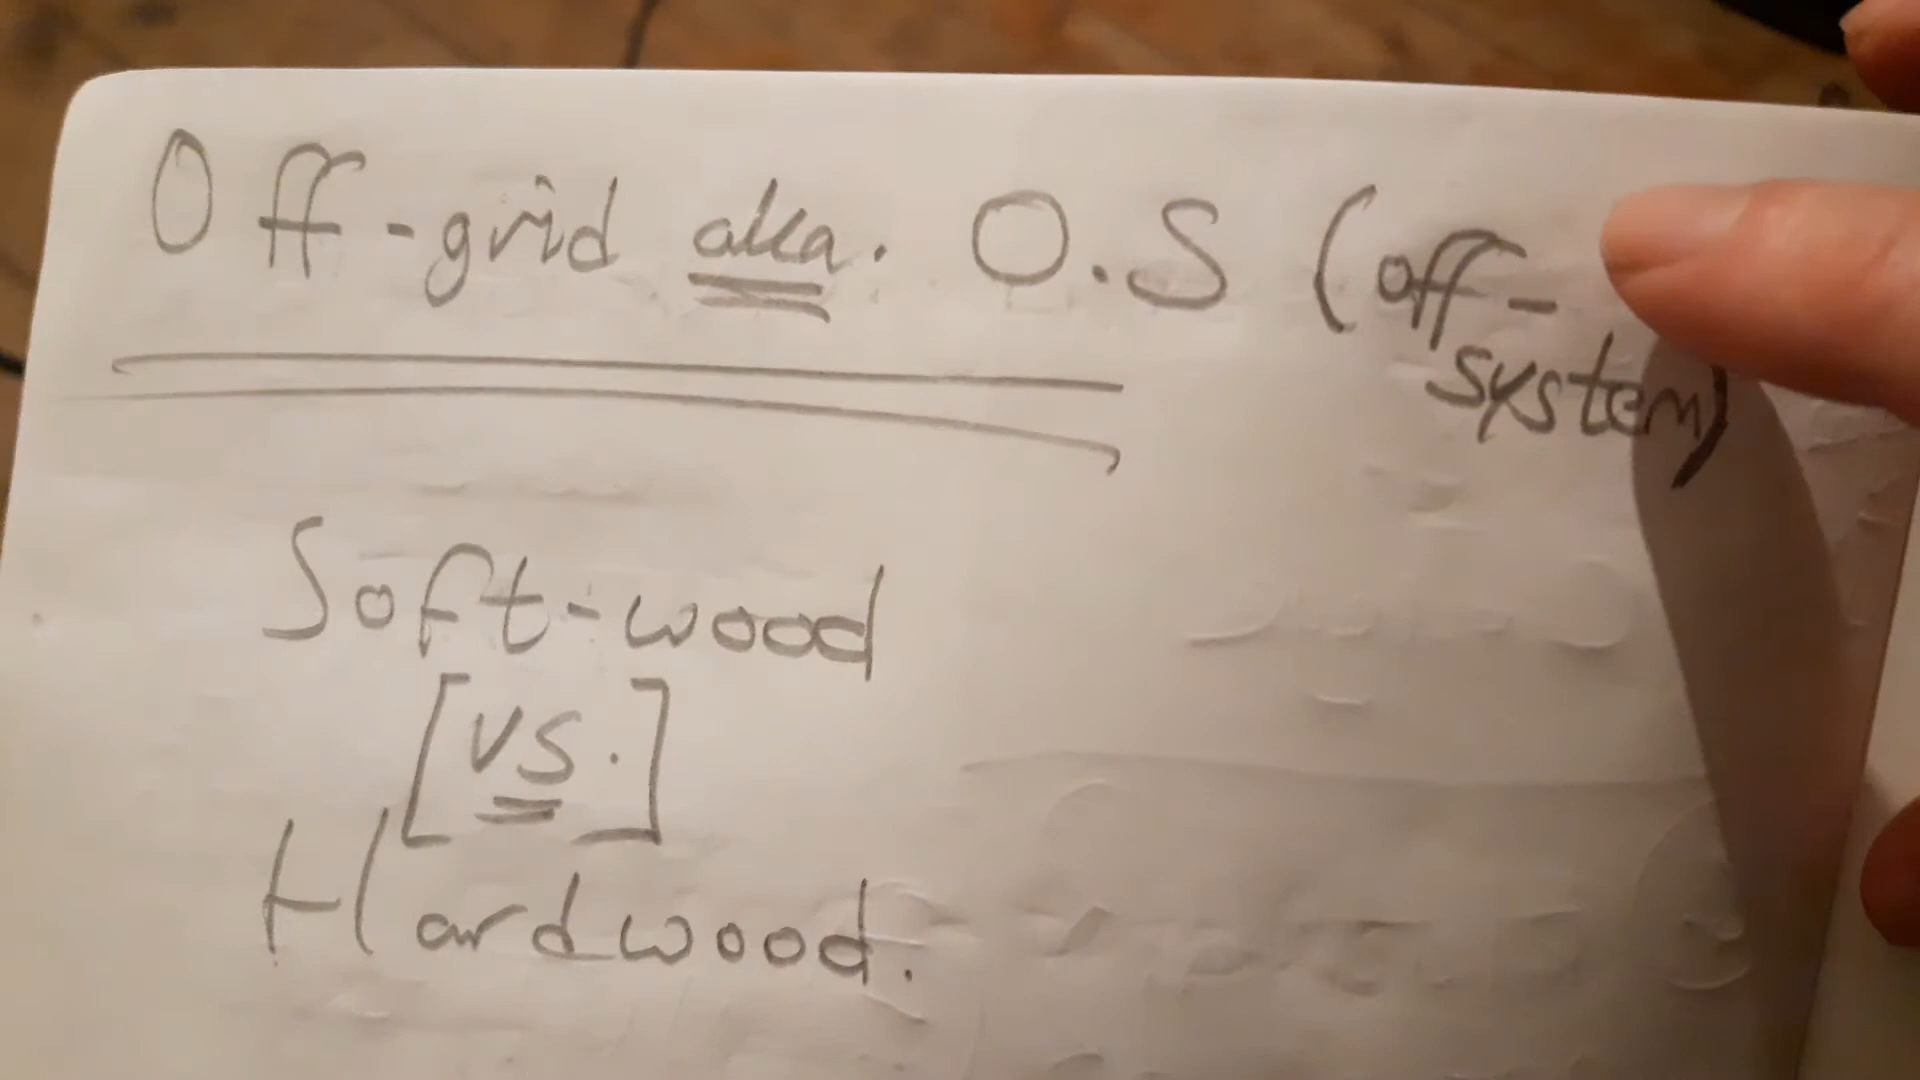 Off-grid aka. O.S (off-
system)
Soft-wood
[vs.]
Hardwood.